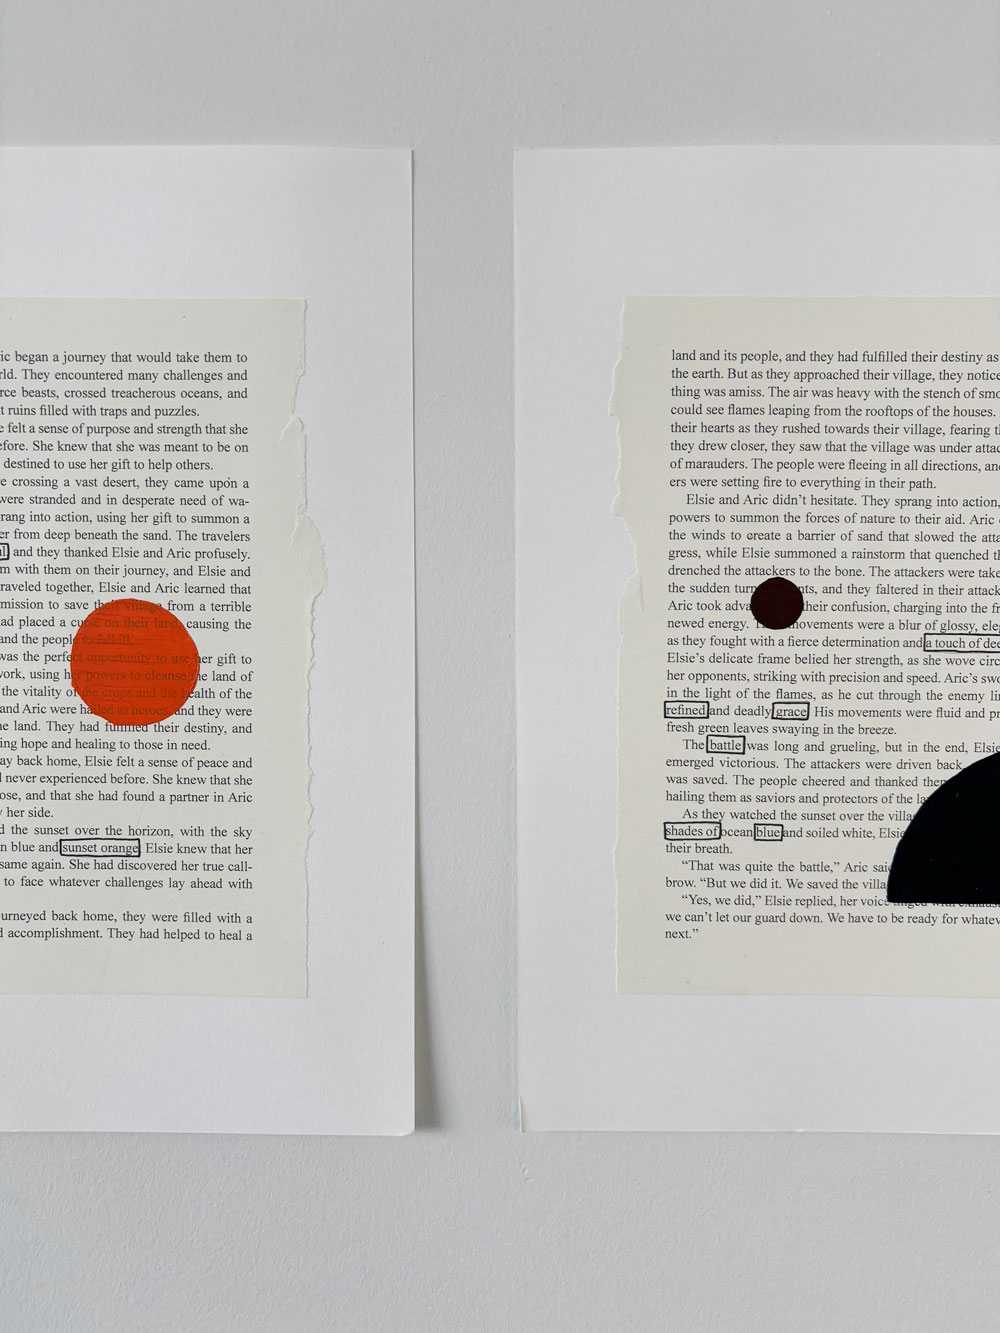 ic began a journey that would take them to
rld. They encountered many challenges and
rce beasts, crossed treacherous oceans, and
t ruins filled with traps and puzzles.
e felt a sense of purpose and strength that she
efore. She knew that she was meant to be on
destined to use her gift to help others.
e crossing a vast desert, they came upon a
were stranded and in desperate need of wa-
rang into action, using her gift to summon a
er from deep beneath the sand. The travelers
and they thanked Elsie and Aric profusely.
m with them on their journey, and Elsie and
raveled together, Elsie and Aric learned that
mission to save their village from a terrible
ad placed a curse on their land, causing the
and the people to fall ill.
was the perfect opportunity to use her gift to
work, using her powers to cleanse the land of
the vitality of the crops and the health of the
and Aric were hailed as heroes, and they were
he land. They had fulfilled their destiny, and
ing hope and healing to those in need.
ay back home, Elsie felt a sense of peace and
l never experienced before. She knew that she
ose, and that she had found a partner in Aric
y her side.
d the sunset over the horizon, with the sky
n blue and sunset orange, Elsie knew that her
same again. She had discovered her true call-
to face whatever challenges lay ahead with
ourneyed back home, they were filled with a
d accomplishment. They had helped to heal a
land and its people, and they had fulfilled their destiny as
the earth. But as they approached their village, they notice
thing was amiss. The air was heavy with the stench of smo
could see flames leaping from the rooftops of the houses.
their hearts as they rushed towards their village, fearing t
they drew closer, they saw that the village was under attac
of marauders. The people were fleeing in all directions, an
ers were setting fire to everything in their path.
Elsie and Aric didn't hesitate. They sprang into action,
powers to summon the forces of nature to their aid. Aric
the winds to create a barrier of sand that slowed the atta
gress, while Elsie summoned a rainstorm that quenched t
drenched the attackers to the bone. The attackers were take
the sudden turn nts, and they faltered in their attack
Aric took adva their confusion, charging into the fr
newed energy. movements were a blur of glossy, ele
as they fought with a fierce determination and a touch of dee
Elsie's delicate frame belied her strength, as she wove circ
her opponents, striking with precision and speed. Aric's swo
in the light of the flames, as he cut through the enemy li
refined and deadly grace. His movements were fluid and pr
fresh green leaves swaying in the breeze.
The battle was long and grueling, but in the end, Elsie
emerged victorious. The attackers were driven back
was saved. The people cheered and thanked them
hailing them as saviors and protectors of the la
As they watched the sunset over the villa
shades of ocean blue and soiled white, Elsie
their breath.
"That was quite the battle," Aric said
brow. "But we did it. We saved the villa
"Yes, we did," Elsie replied, her voice tinged with exhaus
we can't let our guard down. We have to be ready for whatev
next."